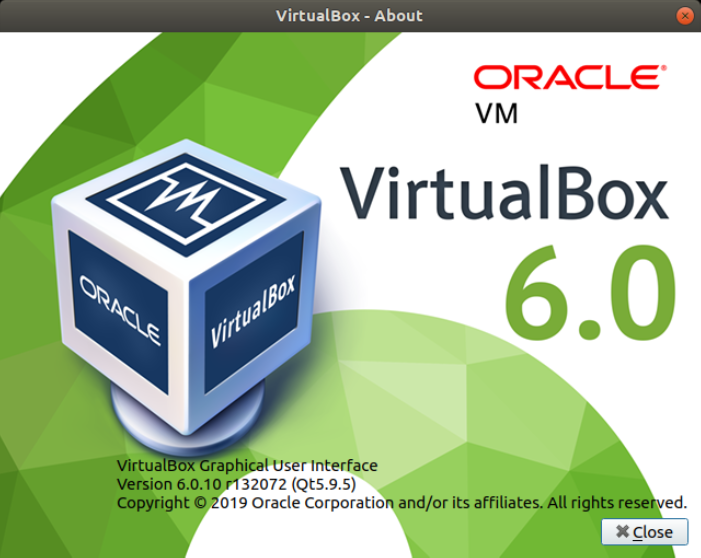 VirtualBox - About
ORACLE®
VM
VirtualBox
6.0
ORACLE
VirtualBox
VirtualBox Graphical User Interface
Version 6.0.10 r132072 (Qt5.9.5)
Copyright © 2019 Oracle Corporation and/or its affiliates. All rights reserved.
Close